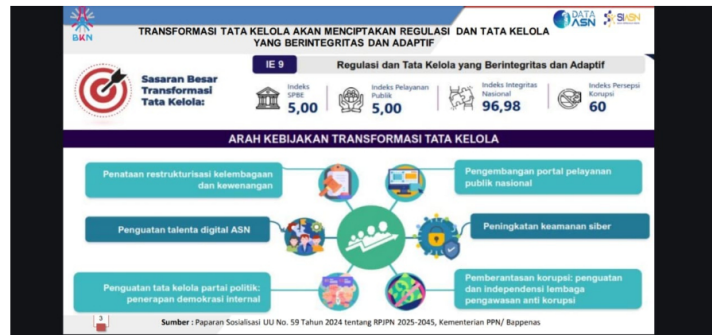 BKN
TRANSFORMASI TATA KELOLA AKAN MENCIPTAKAN REGULASI DAN TATA KELOLA
YANG BERINTEGRITAS DAN ADAPTIF
DATA
ASN
SIASN
IE 9
Regulasi dan Tata Kelola yang Berintegritas dan Adaptif
Sasaran Besar
Transformasi
Tata Kelola:
Indeks
SPBE
5,00
Indeks Pelayanan
Publik
5,00
Indeks Integritas
Nasional
96,98
Indeks Persepsi
Korupsi
60
ARAH KEBIJAKAN TRANSFORMASI TATA KELOLA
Penataan restrukturisasi kelembagaan
dan kewenangan
Pengembangan portal pelayanan
publik nasional
Penguatan talenta digital ASN
Peningkatan keamanan siber
Penguatan tata kelola partai politik:
penerapan demokrasi internal
Pemberantasan korupsi: penguatan
dan independensi lembaga
pengawasan anti korupsi
3
Sumber : Paparan Sosialisasi UU No. 59 Tahun 2024 tentang RPJPN 2025-2045, Kementerian PPN/ Bappenas